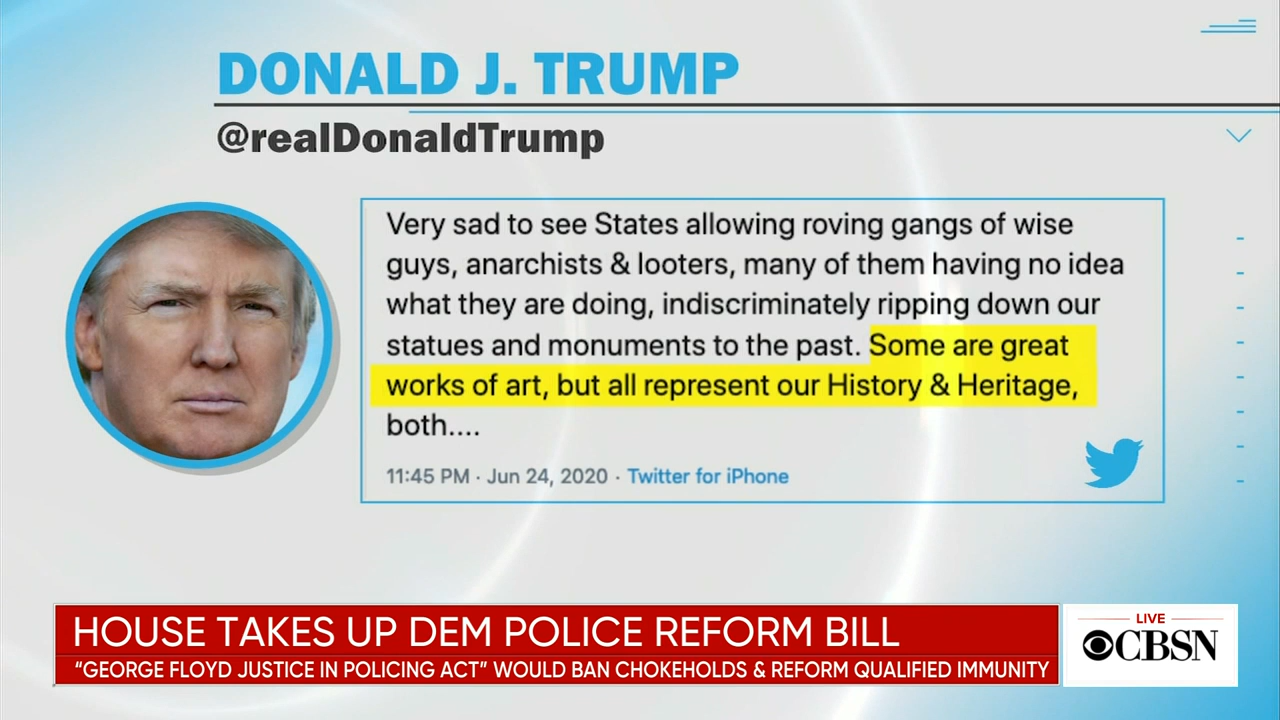 DONALD J. TRUMP
@realDonaldTrump
Very sad to see States allowing roving gangs of wise
guys, anarchists & looters, many of them having no idea
what they are doing, indiscriminately ripping down our
statues and monuments to the past. Some are great
works of art, but all represent our History & Heritage,
both....
11:45 PM · Jun 24, 2020 · Twitter for iPhone
HOUSE TAKES UP DEM POLICE REFORM BILL
“GEORGE FLOYD JUSTICE IN POLICING ACT” WOULD BAN CHOKEHOLDS & REFORM QUALIFIED IMMUNITY
LIVE
CBSN